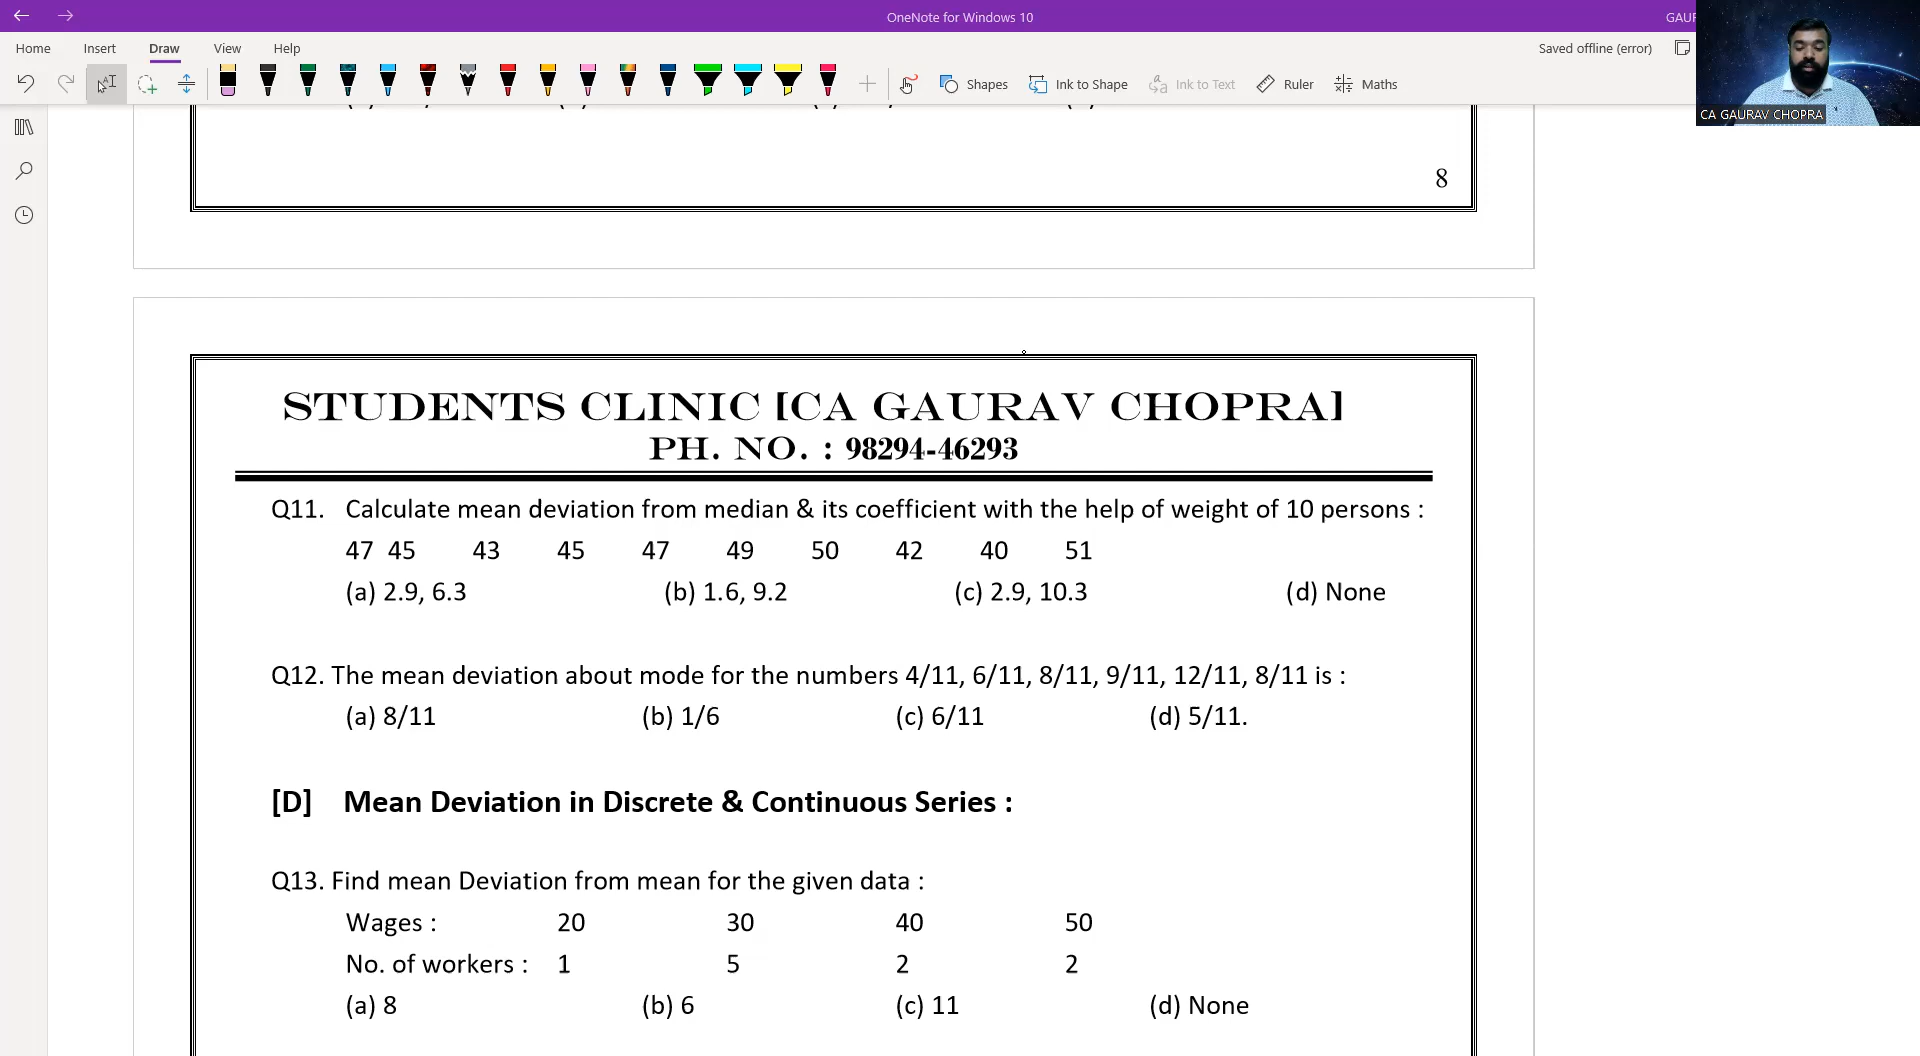 OneNote for Windows 10
Home Insert Draw View Help
Saved offline (error)
Shapes Ink to Shape Ink to Text Ruler Maths
CA GAURAV CHOPRA
8
STUDENTS CLINIC [CA GAURAV CHOPRA]
PH. NO. : 98294-46293
Q11. Calculate mean deviation from median & its coefficient with the help of weight of 10 persons :
47 45 43 45 47 49 50 42 40 51
(a) 2.9, 6.3 (b) 1.6, 9.2 (c) 2.9, 10.3 (d) None
Q12. The mean deviation about mode for the numbers 4/11, 6/11, 8/11, 9/11, 12/11, 8/11 is :
(a) 8/11 (b) 1/6 (c) 6/11 (d) 5/11.
[D] Mean Deviation in Discrete & Continuous Series :
Q13. Find mean Deviation from mean for the given data :
Wages : 20 30 40 50
No. of workers : 1 5 2 2
(a) 8 (b) 6 (c) 11 (d) None